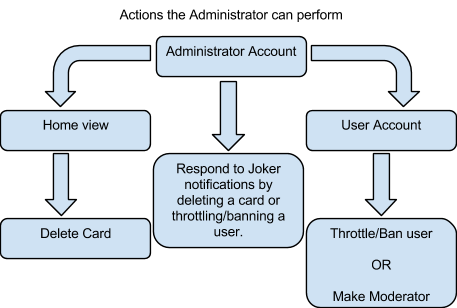 Actions the Administrator can perform
Administrator Account
Home view
User Account
Respond to Joker
notifications by
deleting a card or
throttling/banning a
user.
Delete Card
Throttle/Ban user
OR
Make Moderator